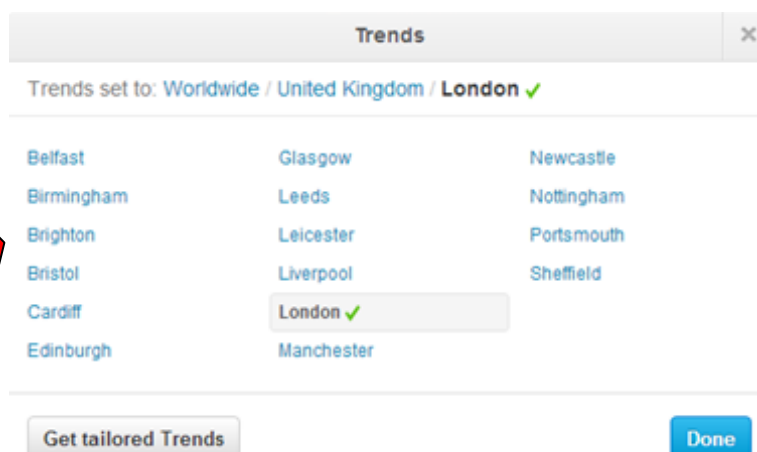 Trends ×
Trends set to: Worldwide / United Kingdom / London ✓
Belfast Glasgow Newcastle
Birmingham Leeds Nottingham
Brighton Leicester Portsmouth
Bristol Liverpool Sheffield
Cardiff London ✓
Edinburgh Manchester
Get tailored Trends Done